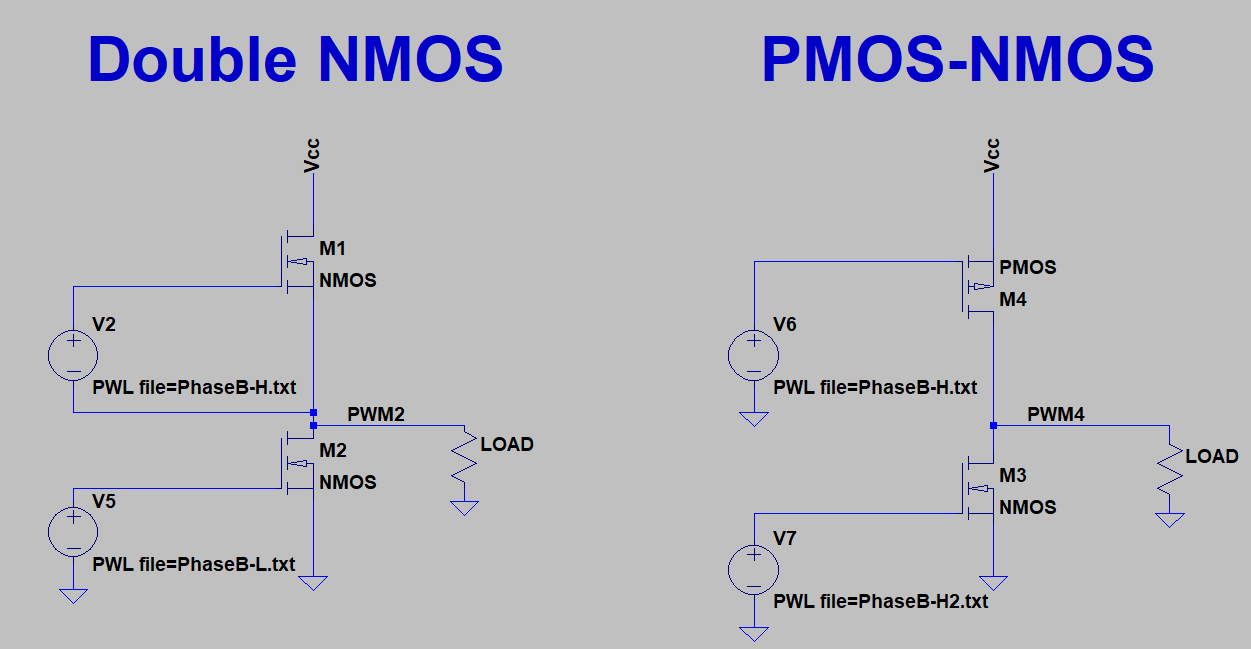 Double NMOS
Vcc
M1
NMOS
V2
PWL file=PhaseB-H.txt
PWM2
M2
LOAD
NMOS
V5
PWL file=PhaseB-L.txt
PMOS-NMOS
Vcc
PMOS
M4
V6
PWL file=PhaseB-H.txt
PWM4
LOAD
M3
NMOS
V7
PWL file=PhaseB-H2.txt